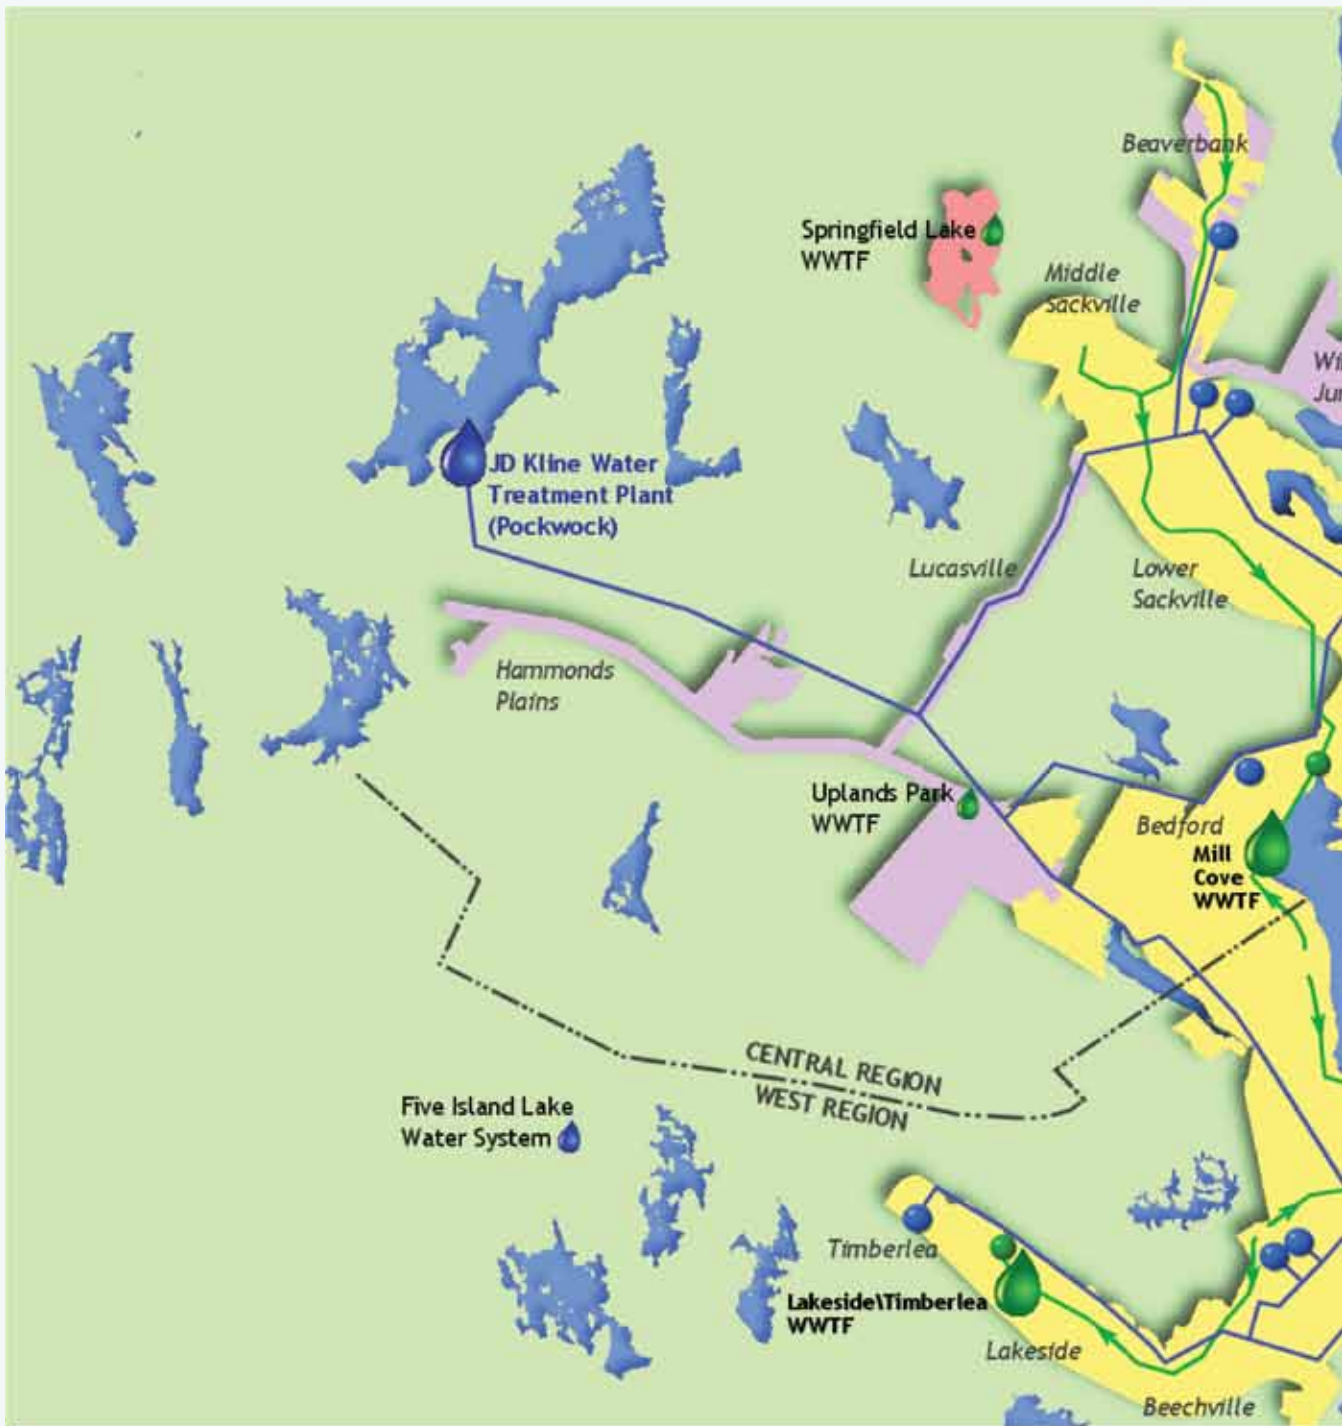 Beaverbank
Springfield Lake
WWTF
Middle
Sackville
JD Kline Water
Treatment Plant
(Pockwock)
Lucasville
Lower
Sackville
Hammonds
Plains
Uplands Park
WWTF
Bedford
Mill
Cove
WWTF
CENTRAL REGION
WEST REGION
Five Island Lake
Water System
Timberlea
Lakeside\Timberlea
WWTF
Lakeside
Beechville